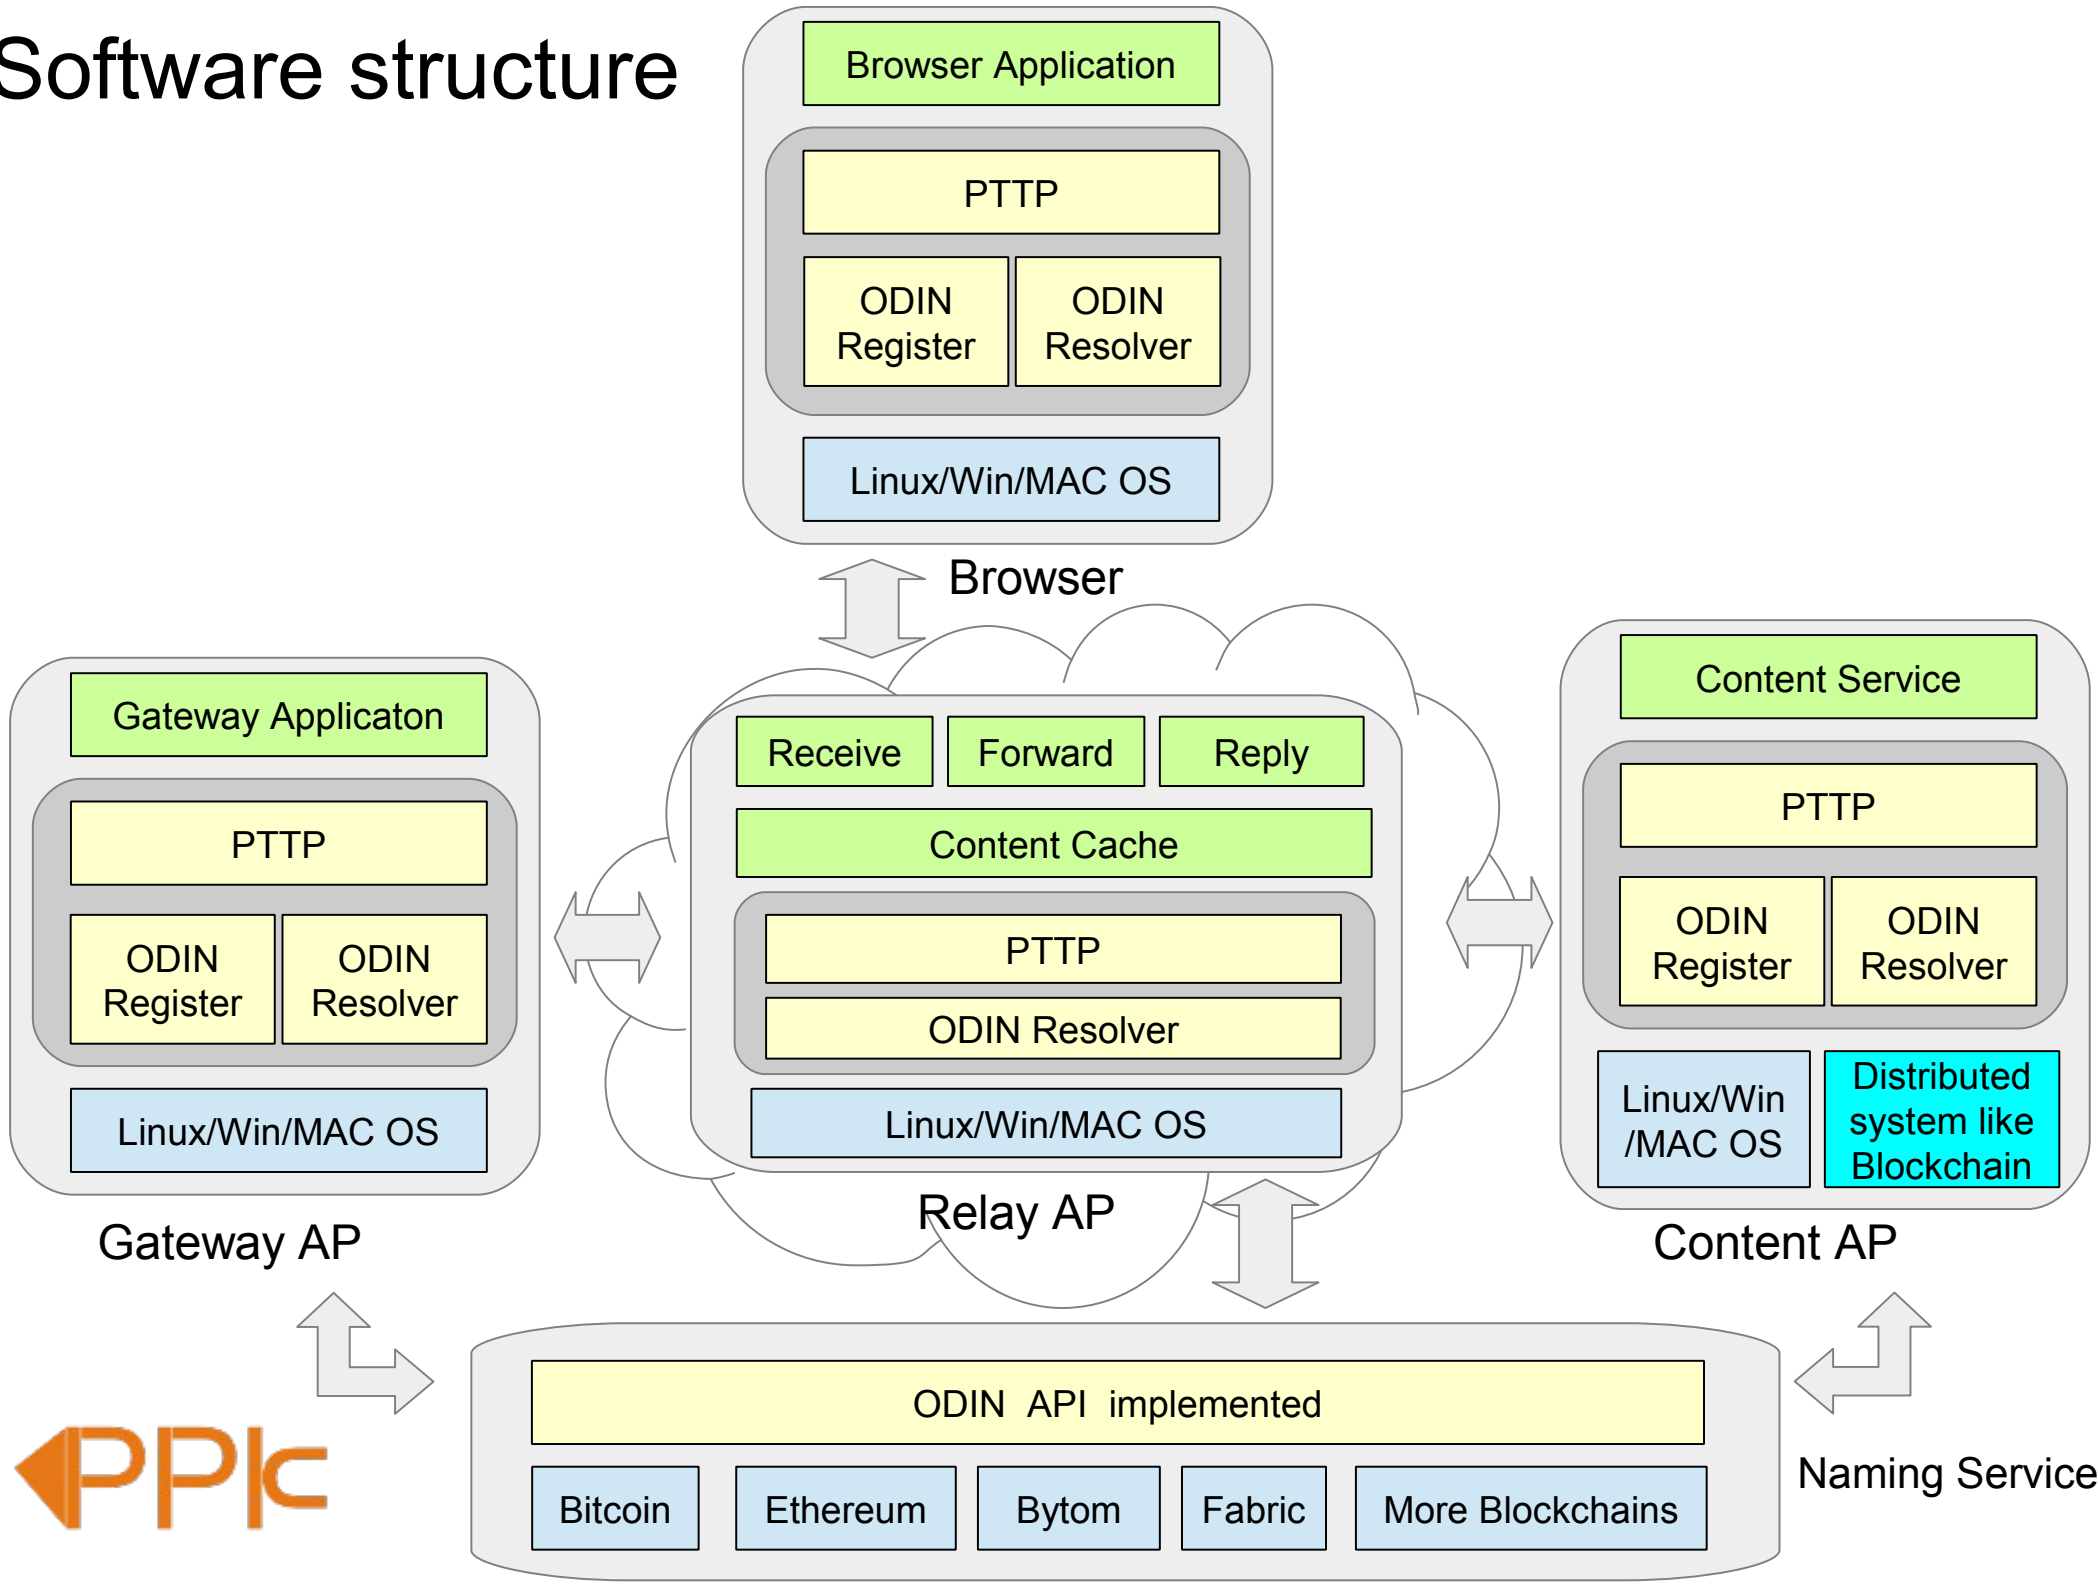 Software structure
Browser Application
PTTP
ODIN
Register
ODIN
Resolver
Linux/Win/MAC OS
Browser
Gateway Applicaton
PTTP
ODIN
Register
ODIN
Resolver
Linux/Win/MAC OS
Gateway AP
Receive
Forward
Reply
Content Cache
PTTP
ODIN Resolver
Linux/Win/MAC OS
Relay AP
Content Service
PTTP
ODIN
Register
ODIN
Resolver
Linux/Win
/MAC OS
Distributed
system like
Blockchain
Content AP
ODIN API implemented
Bitcoin
Ethereum
Bytom
Fabric
More Blockchains
Naming Service
PPk